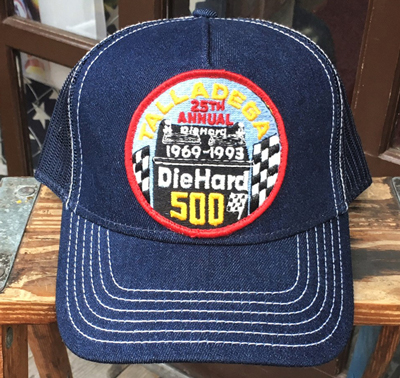 TALLADEGA
25TH
ANNUAL
DieHard
1969-1993
DieHard
500